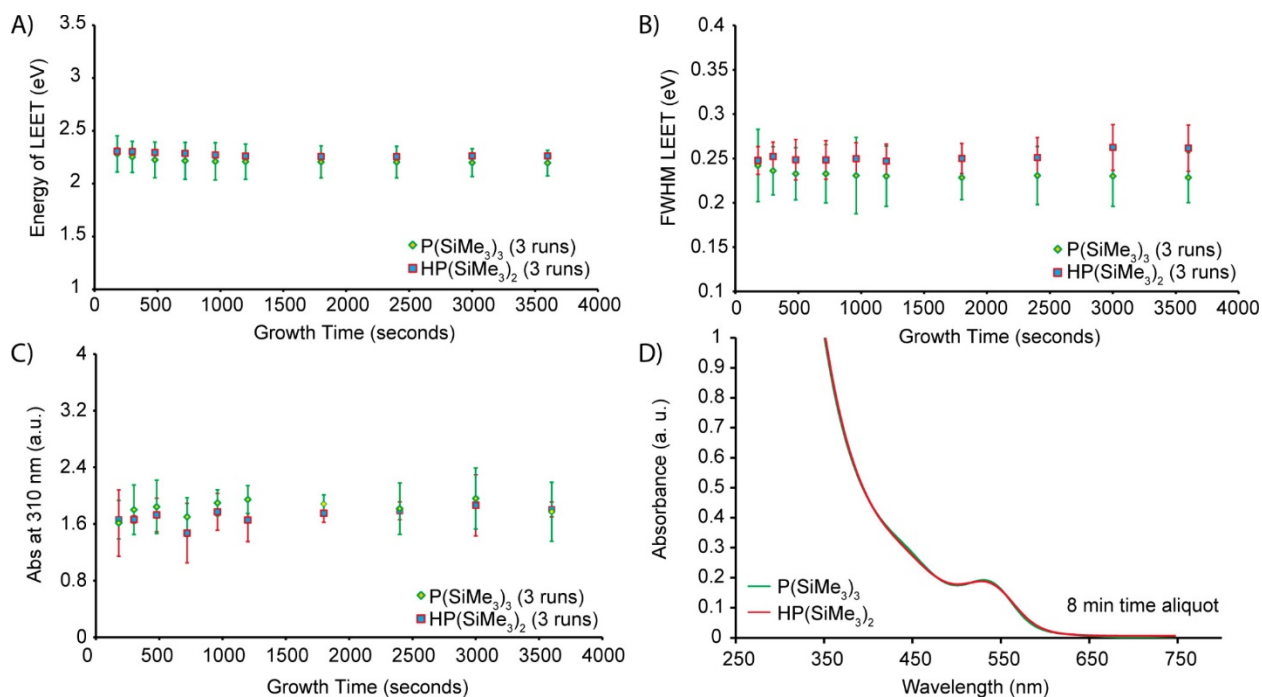 A)
Energy of LEET (eV)
3.5
3
2.5
2
1.5
1
0 500 1000 1500 2000 2500 3000 3500 4000
Growth Time (seconds)
P(SiMe₃)₃ (3 runs)
HP(SiMe₃)₂ (3 runs)
B)
FWHM LEET (eV)
0.4
0.35
0.3
0.25
0.2
0.15
0.1
0 500 1000 1500 2000 2500 3000 3500 4000
Growth Time (seconds)
P(SiMe₃)₃ (3 runs)
HP(SiMe₃)₂ (3 runs)
C)
Abs at 310 nm (a.u.)
4
3.2
2.4
1.6
0.8
0
0 500 1000 1500 2000 2500 3000 3500 4000
Growth Time (seconds)
P(SiMe₃)₃ (3 runs)
HP(SiMe₃)₂ (3 runs)
D)
Absorbance (a. u.)
1
0.9
0.8
0.7
0.6
0.5
0.4
0.3
0.2
0.1
0
250 350 450 550 650 750
Wavelength (nm)
P(SiMe₃)₃
HP(SiMe₃)₂
8 min time aliquot